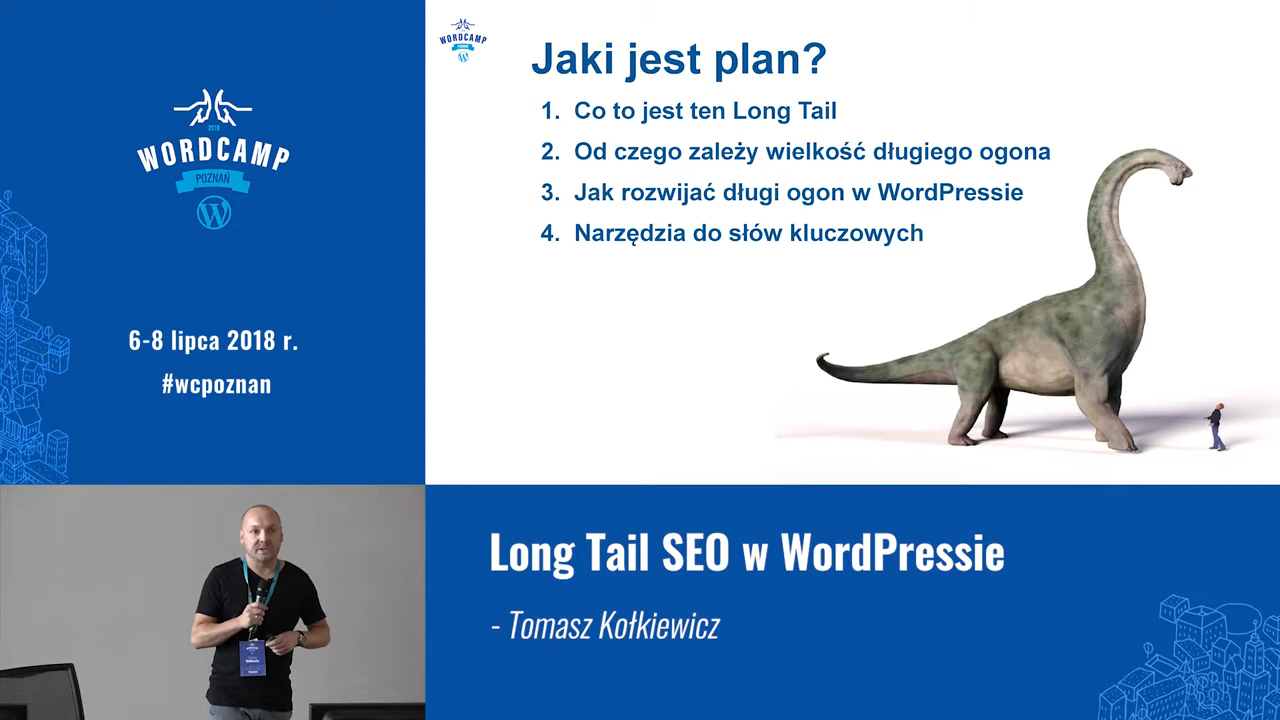 2018
WORDCAMP
POZNAŃ
6-8 lipca 2018 r.
#wcpoznan
WORDCAMP
Jaki jest plan?
1. Co to jest ten Long Tail
2. Od czego zależy wielkość długiego ogona
3. Jak rozwijać długi ogon w WordPressie
4. Narzędzia do słów kluczowych
Long Tail SEO w WordPressie
- Tomasz Kołkiewicz